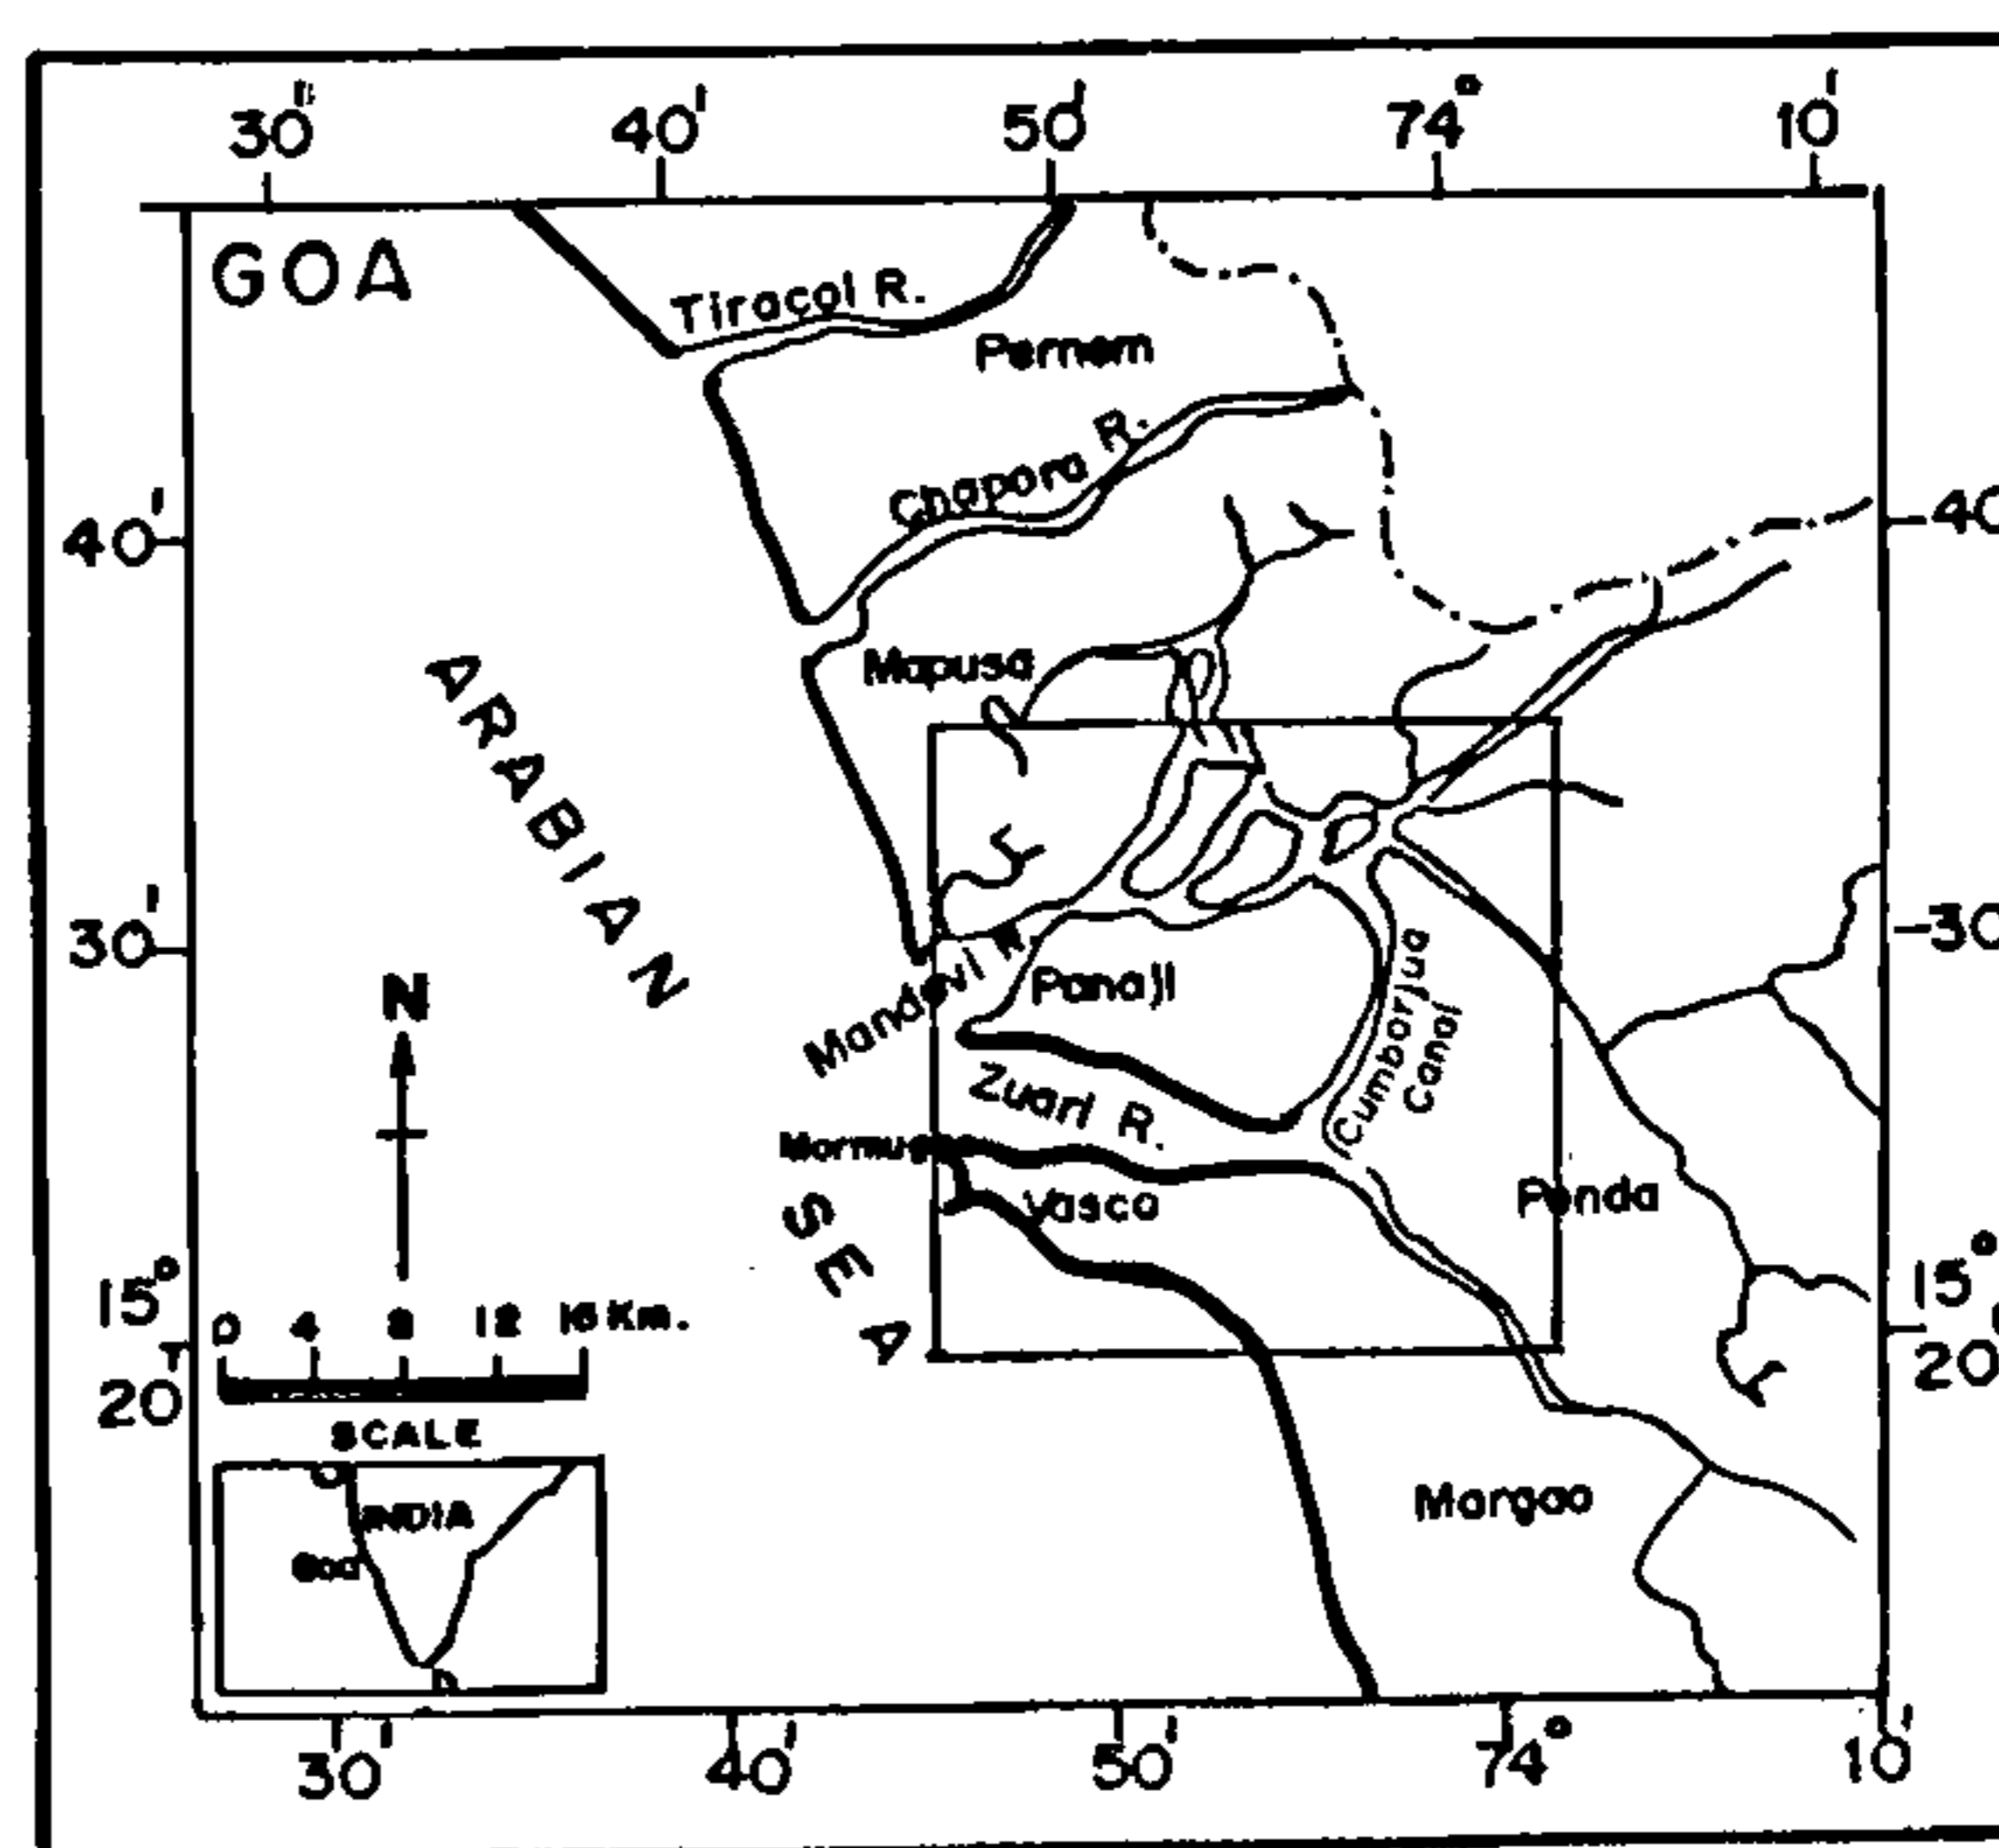 30' 40' 50' 74° 10'
GOA
Tiracol R.
Pernem
Chapora R.
40' 40
Mapusa
ARABIAN SEA
30' 30
N
Mandovi R.
Panaji
Cumborjua
Canal
Zuari R.
Mormug
Vasco
Ponda
15° 15°
20' 20
0 4 8 12 16 Km.
SCALE
INDIA
Goa
Margao
30' 40' 50' 74° 10'